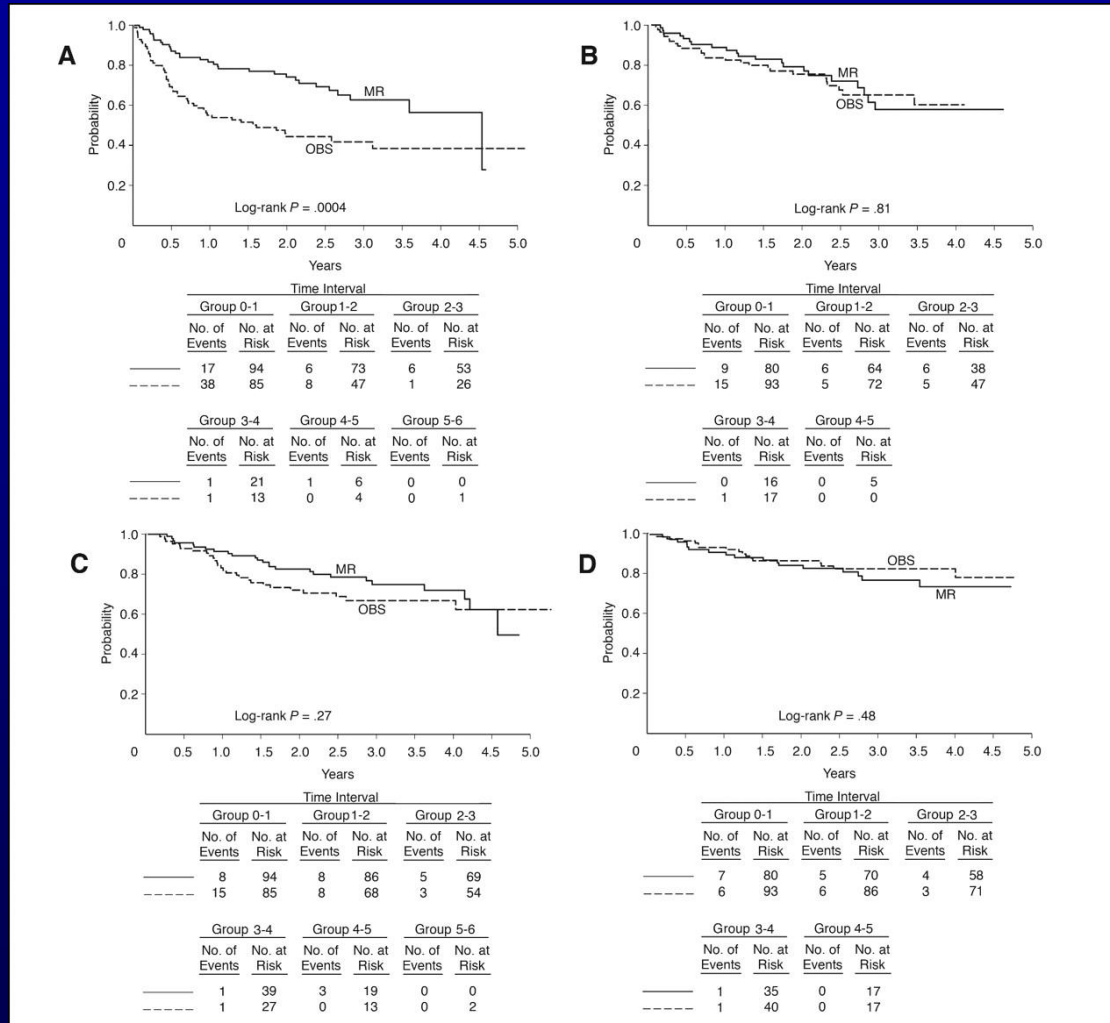 A
1.0
0.8
0.6
0.4
0.2
Probability
MR
OBS
Log-rank P = .0004
0 0.5 1.0 1.5 2.0 2.5 3.0 3.5 4.0 4.5 5.0
Years
Time Interval
Group 0-1 Group 1-2 Group 2-3
No. of No. at No. of No. at No. of No. at
Events Risk Events Risk Events Risk
17 94 6 73 6 53
38 85 8 47 1 26
Group 3-4 Group 4-5 Group 5-6
No. of No. at No. of No. at No. of No. at
Events Risk Events Risk Events Risk
1 21 1 6 0 0
1 13 0 4 0 1
B
1.0
0.8
0.6
0.4
0.2
Probability
MR
OBS
Log-rank P = .81
0 0.5 1.0 1.5 2.0 2.5 3.0 3.5 4.0 4.5 5.0
Years
Time Interval
Group 0-1 Group 1-2 Group 2-3
No. of No. at No. of No. at No. of No. at
Events Risk Events Risk Events Risk
9 80 6 64 6 38
15 93 5 72 5 47
Group 3-4 Group 4-5
No. of No. at No. of No. at
Events Risk Events Risk
0 16 0 5
1 17 0 0
C
1.0
0.8
0.6
0.4
0.2
Probability
MR
OBS
Log-rank P = .27
0 0.5 1.0 1.5 2.0 2.5 3.0 3.5 4.0 4.5 5.0
Years
Time Interval
Group 0-1 Group 1-2 Group 2-3
No. of No. at No. of No. at No. of No. at
Events Risk Events Risk Events Risk
8 94 8 86 5 69
15 85 8 68 3 54
Group 3-4 Group 4-5 Group 5-6
No. of No. at No. of No. at No. of No. at
Events Risk Events Risk Events Risk
1 39 3 19 0 0
1 27 0 13 0 2
D
1.0
0.8
0.6
0.4
0.2
Probability
OBS
MR
Log-rank P = .48
0 0.5 1.0 1.5 2.0 2.5 3.0 3.5 4.0 4.5 5.0
Years
Time Interval
Group 0-1 Group 1-2 Group 2-3
No. of No. at No. of No. at No. of No. at
Events Risk Events Risk Events Risk
7 80 5 70 4 58
6 93 6 86 3 71
Group 3-4 Group 4-5
No. of No. at No. of No. at
Events Risk Events Risk
1 35 0 17
1 40 0 17